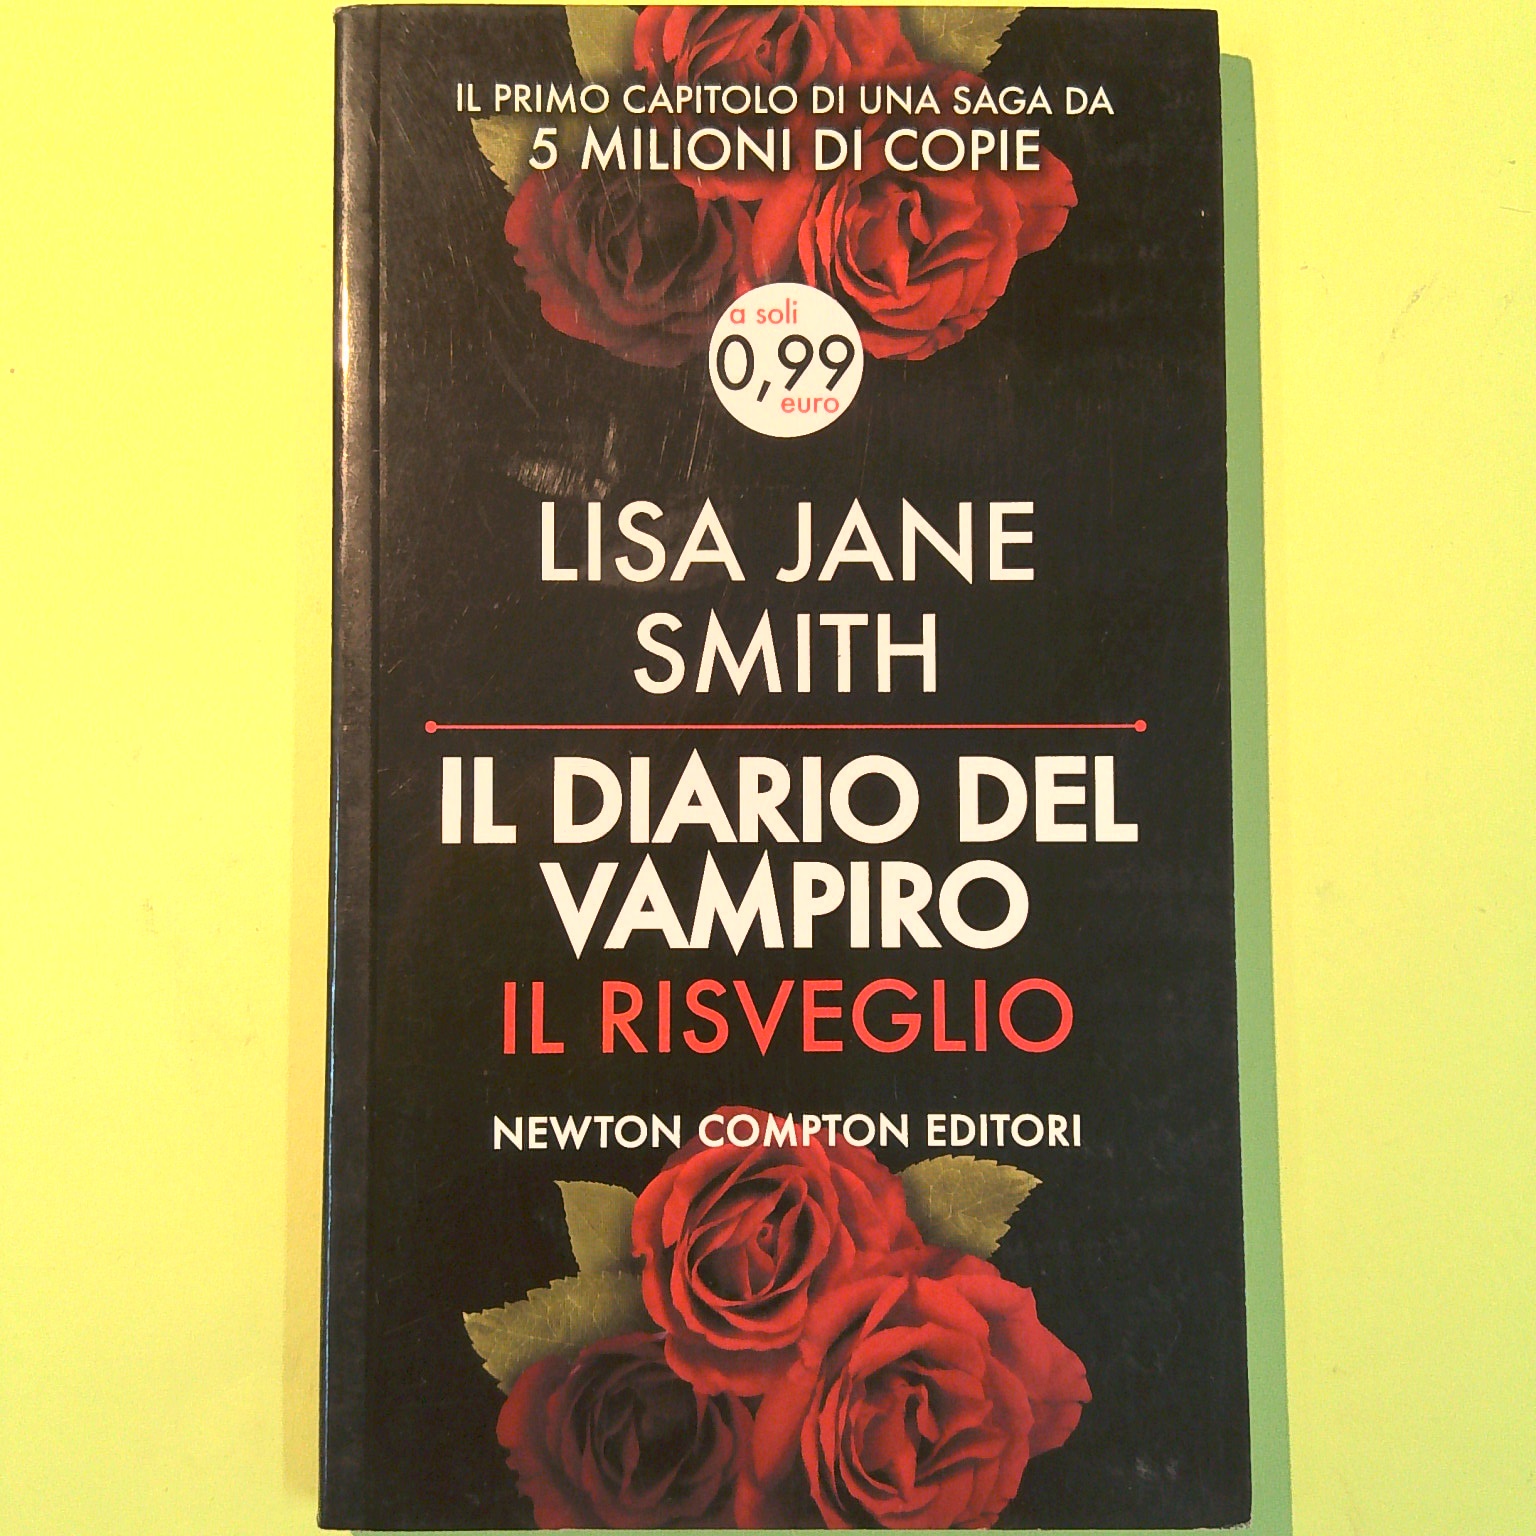 IL PRIMO CAPITOLO DI UNA SAGA DA
5 MILIONI DI COPIE
a soli
0,99
euro
LISA JANE
SMITH
IL DIARIO DEL
VAMPIRO
IL RISVEGLIO
NEWTON COMPTON EDITORI